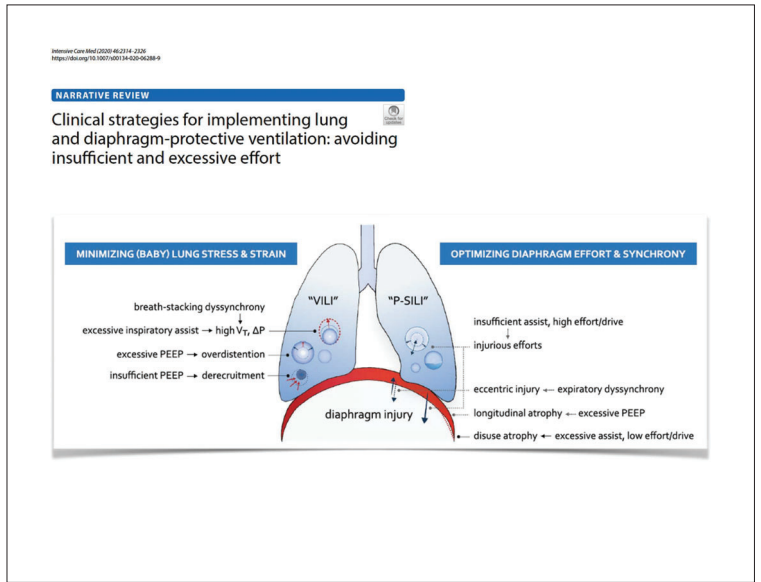 Intensive Care Med (2020) 46:2314–2326
https://doi.org/10.1007/s00134-020-06288-9
NARRATIVE REVIEW
Clinical strategies for implementing lung
and diaphragm-protective ventilation: avoiding
insufficient and excessive effort
Check for
updates
MINIMIZING (BABY) LUNG STRESS & STRAIN
OPTIMIZING DIAPHRAGM EFFORT & SYNCHRONY
"VILI"
"P-SILI"
breath-stacking dyssynchrony
excessive inspiratory assist → high VT, ΔP
excessive PEEP → overdistention
insufficient PEEP → derecruitment
insufficient assist, high effort/drive
injurious efforts
eccentric injury ← expiratory dyssynchrony
longitudinal atrophy ← excessive PEEP
disuse atrophy ← excessive assist, low effort/drive
diaphragm injury